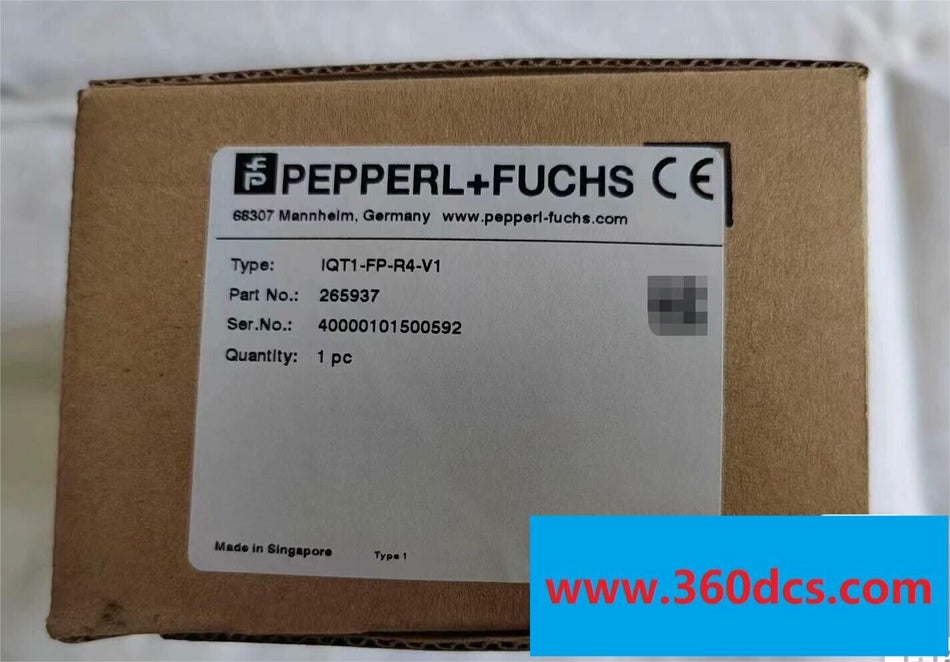 PEPPERL+FUCHS CE
68307 Mannheim, Germany www.pepperl-fuchs.com
Type: IQT1-FP-R4-V1
Part No.: 265937
Ser.No.: 40000101500592
Quantity: 1 pc
Made in Singapore Type 1
www.360dcs.com